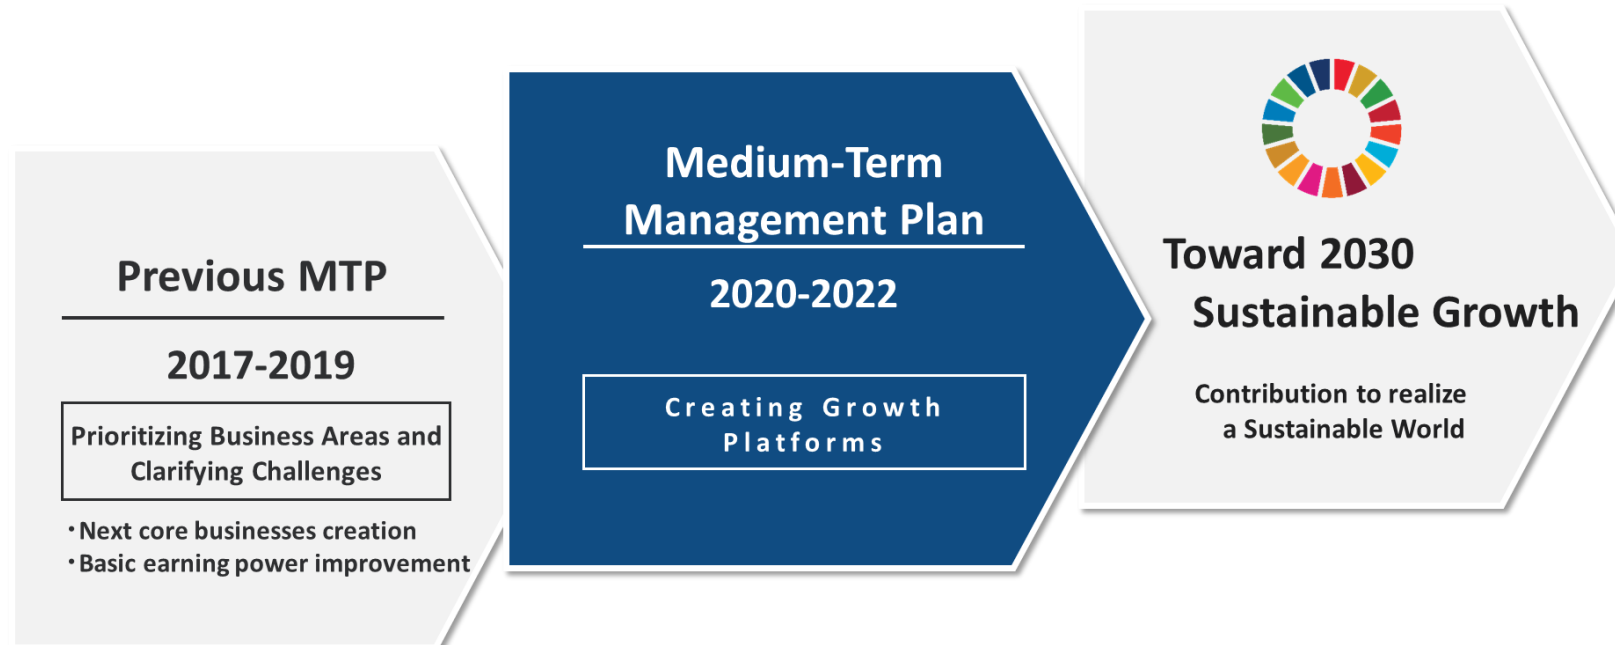 Previous MTP
2017-2019
Prioritizing Business Areas and
Clarifying Challenges
・Next core businesses creation
・Basic earning power improvement
Medium-Term
Management Plan
2020-2022
Creating Growth
Platforms
Toward 2030
Sustainable Growth
Contribution to realize
a Sustainable World